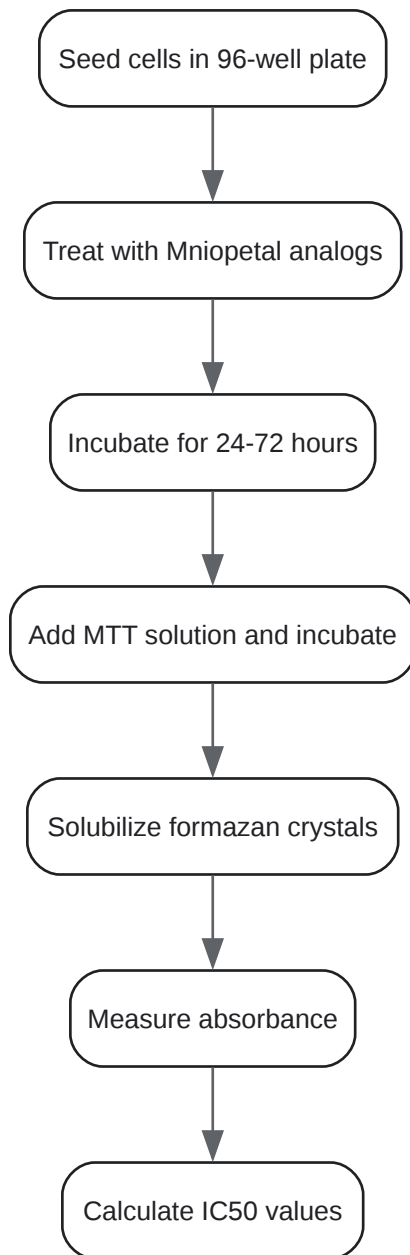 Seed cells in 96-well plate
Treat with Mniopetal analogs
Incubate for 24-72 hours
Add MTT solution and incubate
Solubilize formazan crystals
Measure absorbance
Calculate IC50 values